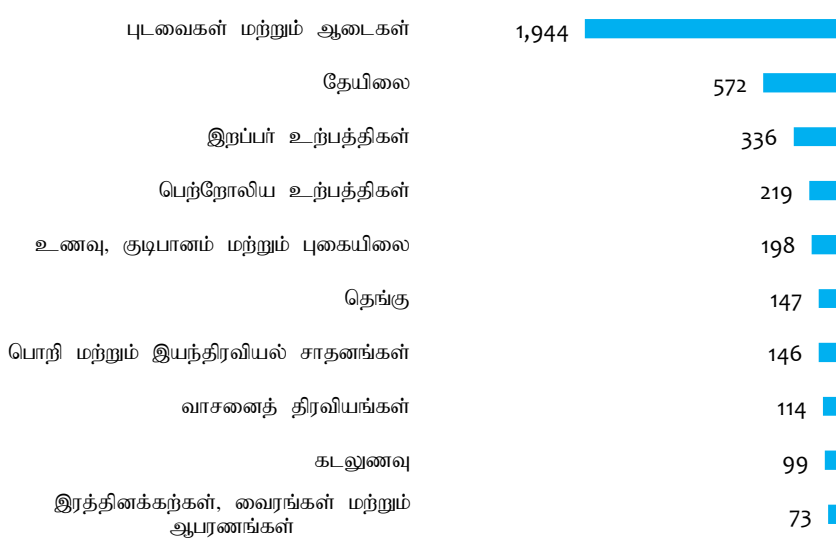 புடவைகள் மற்றும் ஆடைகள் 1,944
தேயிலை 572
இறப்பர் உற்பத்திகள் 336
பெற்றோலிய உற்பத்திகள் 219
உணவு, குடிபானம் மற்றும் புகையிலை 198
தெங்கு 147
பொறி மற்றும் இயந்திரவியல் சாதனங்கள் 146
வாசனைத் திரவியங்கள் 114
கடலுணவு 99
இரத்தினக்கற்கள், வைரங்கள் மற்றும்
ஆபரணங்கள் 73